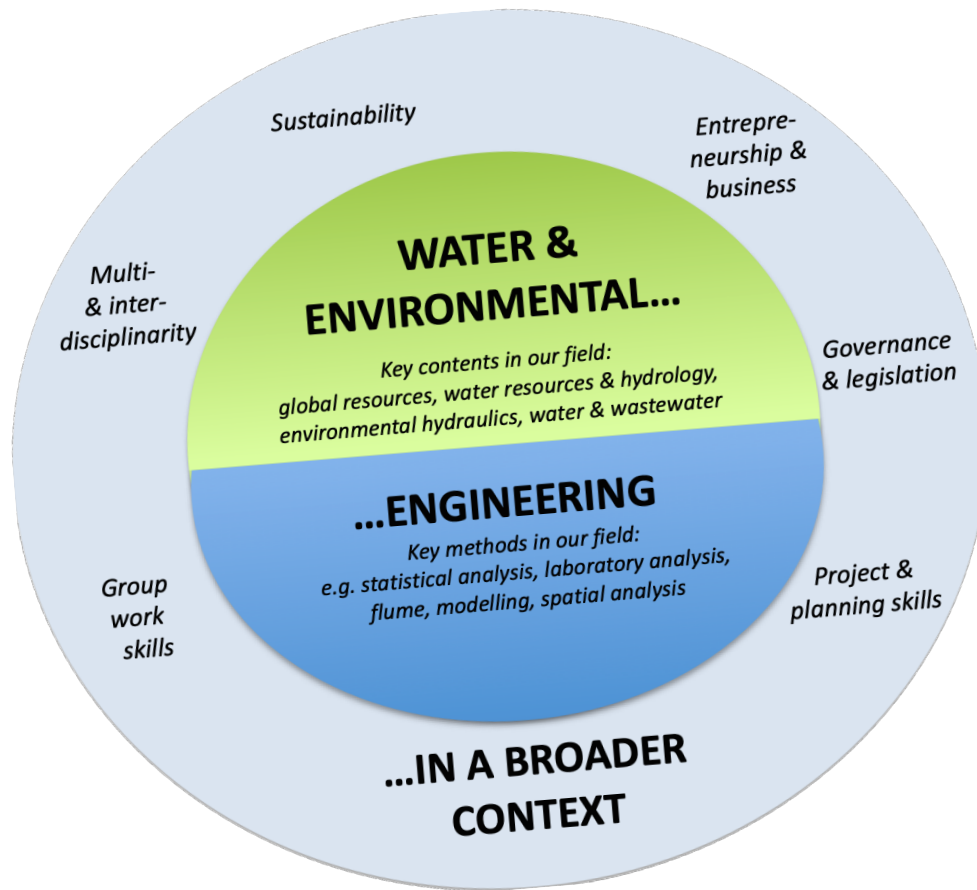 Sustainability
Entrepre-
neurship &
business
Multi-
& inter-
disciplinarity
WATER &
ENVIRONMENTAL...
Key contents in our field:
global resources, water resources & hydrology,
environmental hydraulics, water & wastewater
Governance
& legislation
...ENGINEERING
Key methods in our field:
e.g. statistical analysis, laboratory analysis,
flume, modelling, spatial analysis
Group
work
skills
Project &
planning skills
...IN A BROADER
CONTEXT